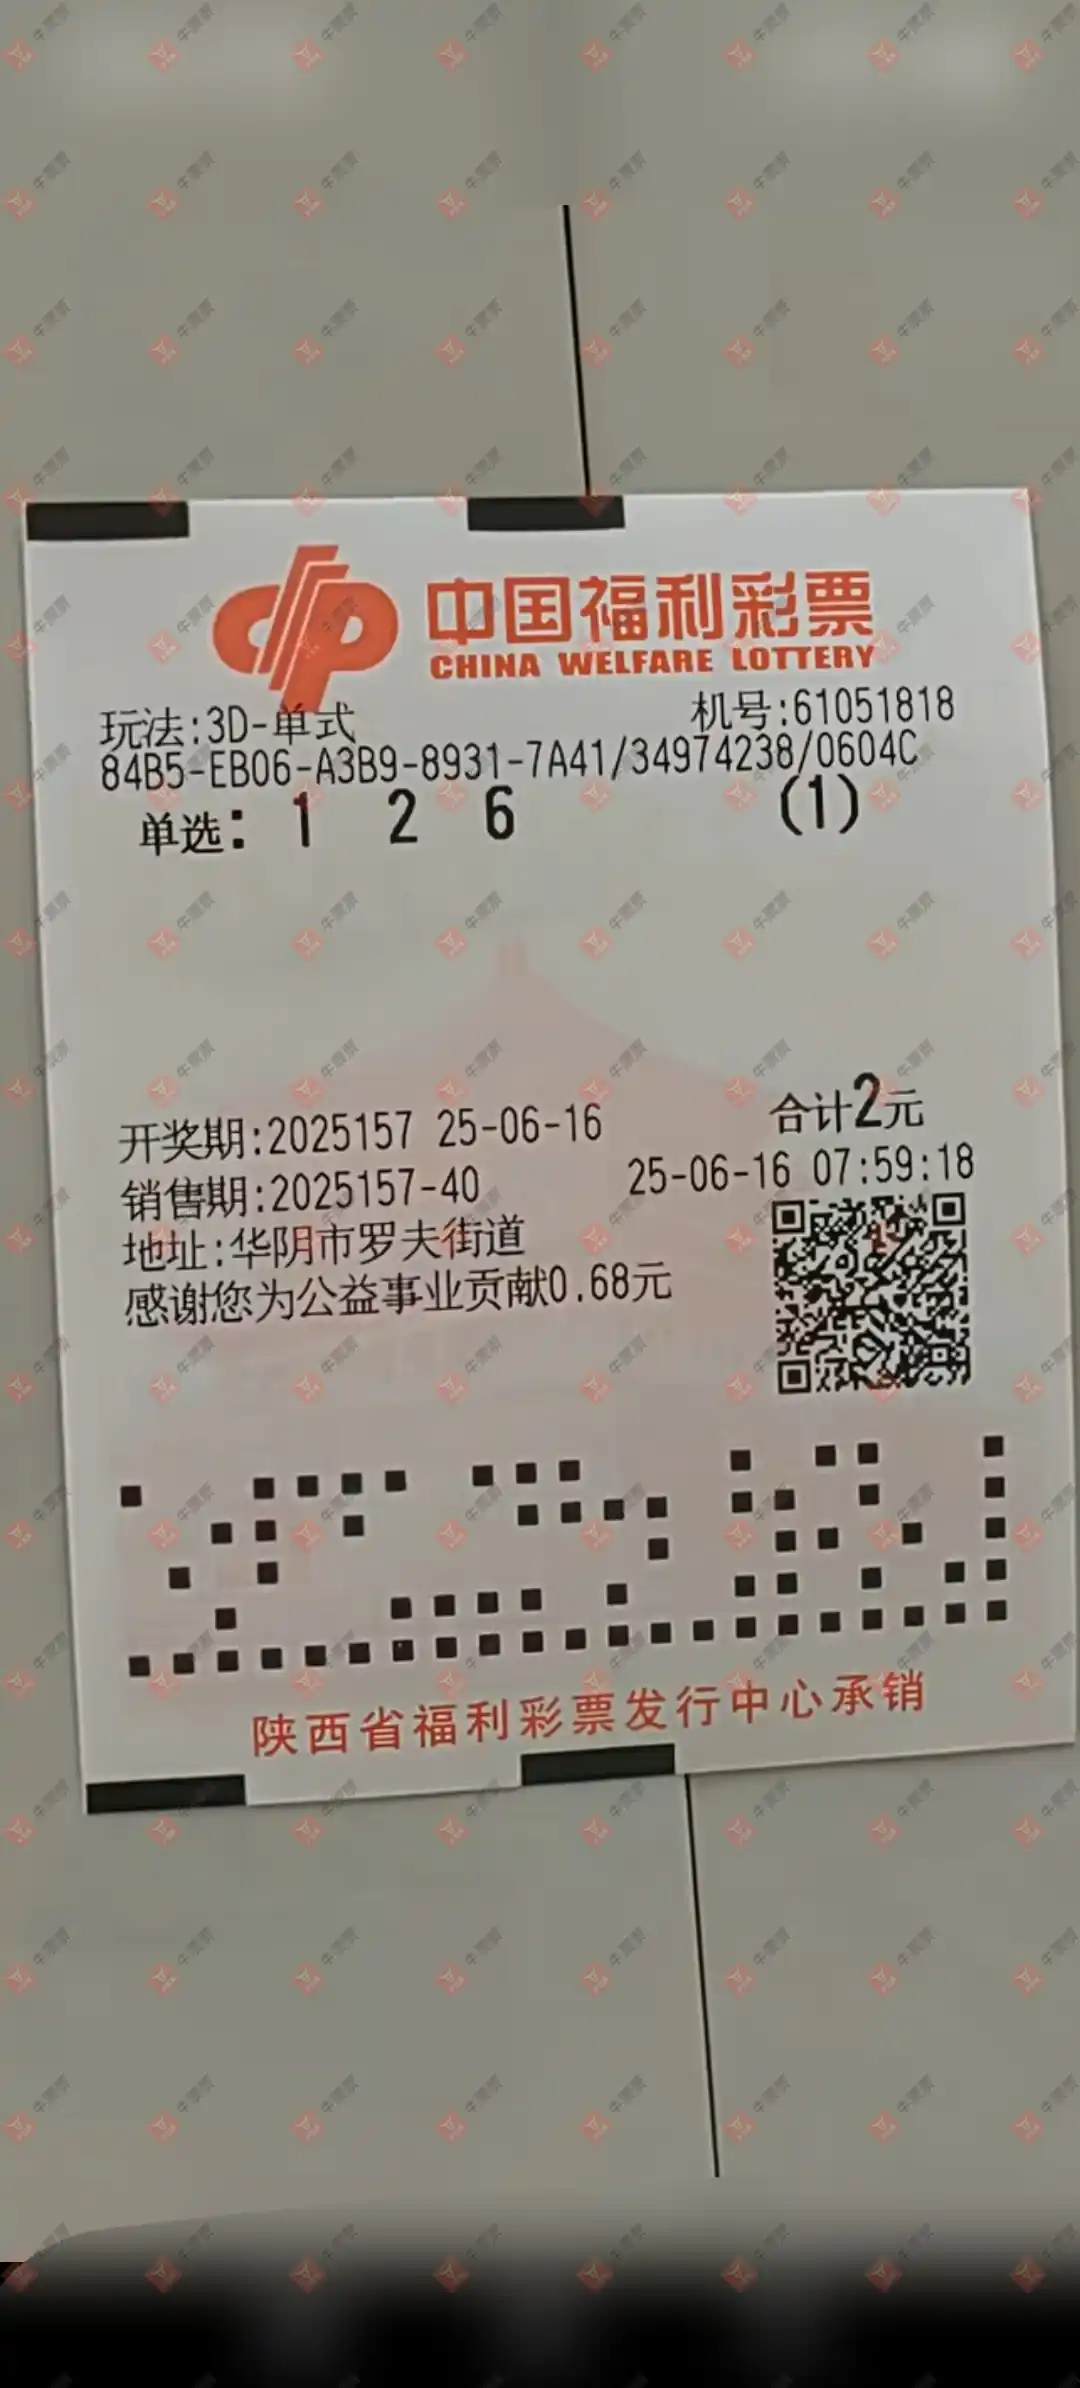 中国福利彩票
CHINA WELFARE LOTTERY
玩法:3D-单式 机号:61051818
84B5-EB06-A3B9-8931-7A41/34974238/0604C
单选: 1 2 6 (1)
开奖期:2025157 25-06-16 合计2元
销售期:2025157-40 25-06-16 07:59:18
地址:华阴市罗夫街道
感谢您为公益事业贡献0.68元
陕西省福利彩票发行中心承销